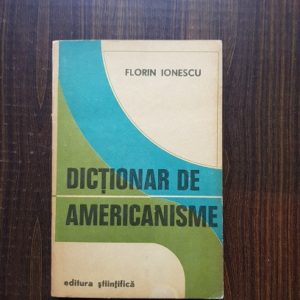 FLORIN IONESCU
DICȚIONAR DE
AMERICANISME
editura științifică